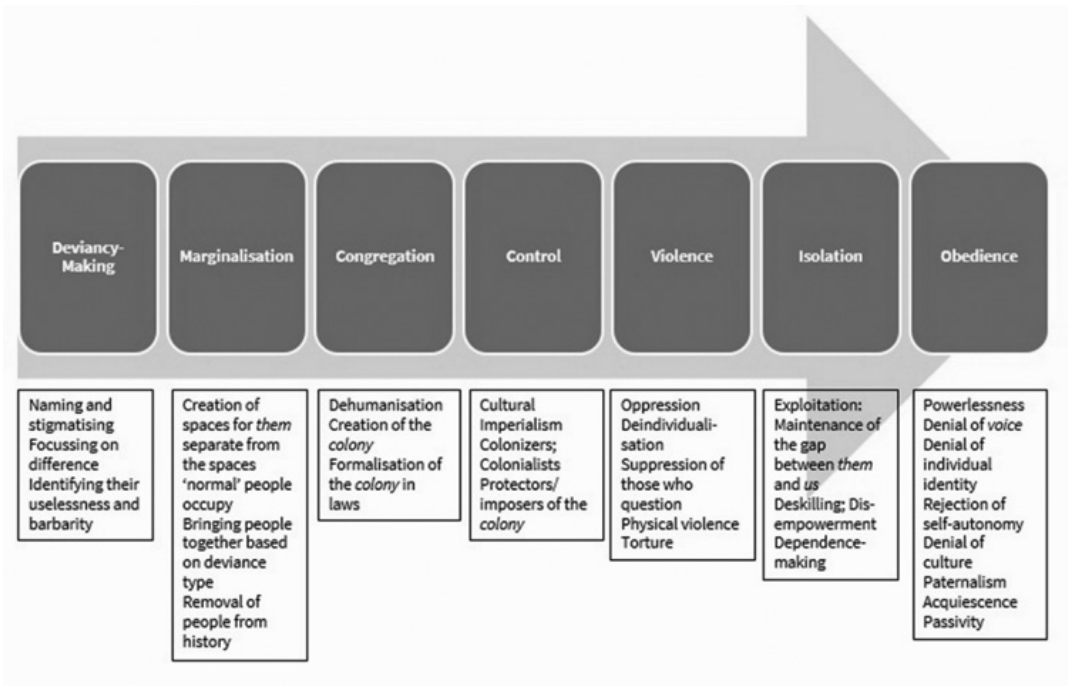 Deviancy-
Making
Marginalisation
Congregation
Control
Violence
Isolation
Obedience
Naming and
stigmatising
Focussing on
difference
Identifying their
uselessness and
barbarity
Creation of
spaces for them
separate from
the spaces
‘normal’ people
occupy
Bringing people
together based
on deviance
type
Removal of
people from
history
Dehumanisation
Creation of the
colony
Formalisation of
the colony in
laws
Cultural
Imperialism
Colonizers;
Colonialists
Protectors/
imposers of the
colony
Oppression
Deindividuali-
sation
Suppression of
those who
question
Physical violence
Torture
Exploitation:
Maintenance of
the gap
between them
and us
Deskilling; Dis-
empowerment
Dependence-
making
Powerlessness
Denial of voice
Denial of
individual
identity
Rejection of
self-autonomy
Denial of
culture
Paternalism
Acquiescence
Passivity